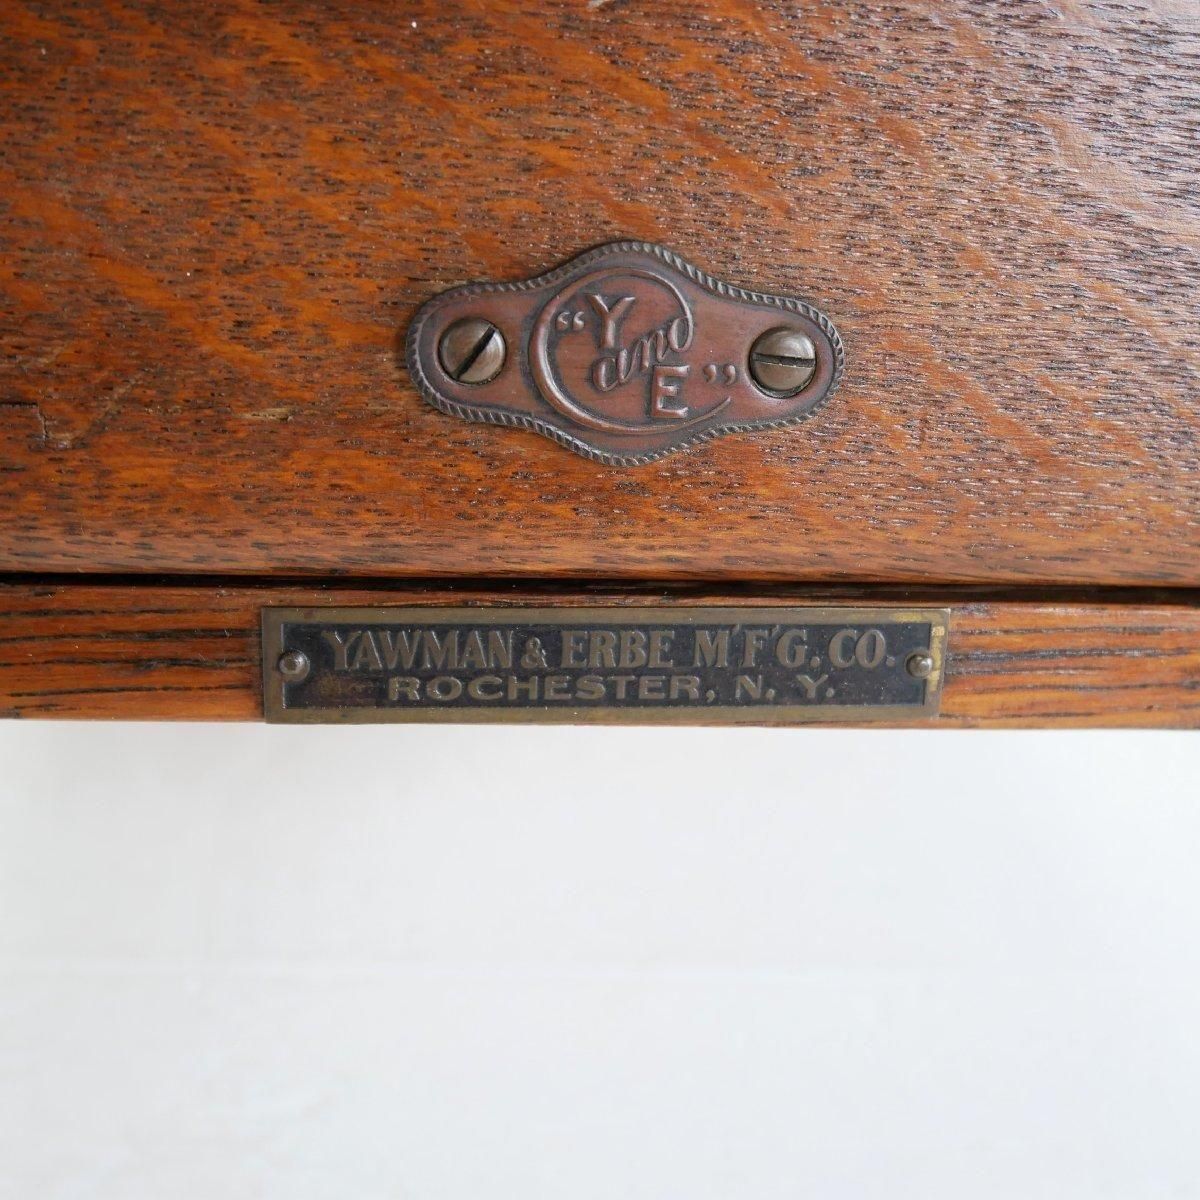 "Y
and
E"
YAWMAN & ERBE M'F'G. CO.
ROCHESTER, N. Y.